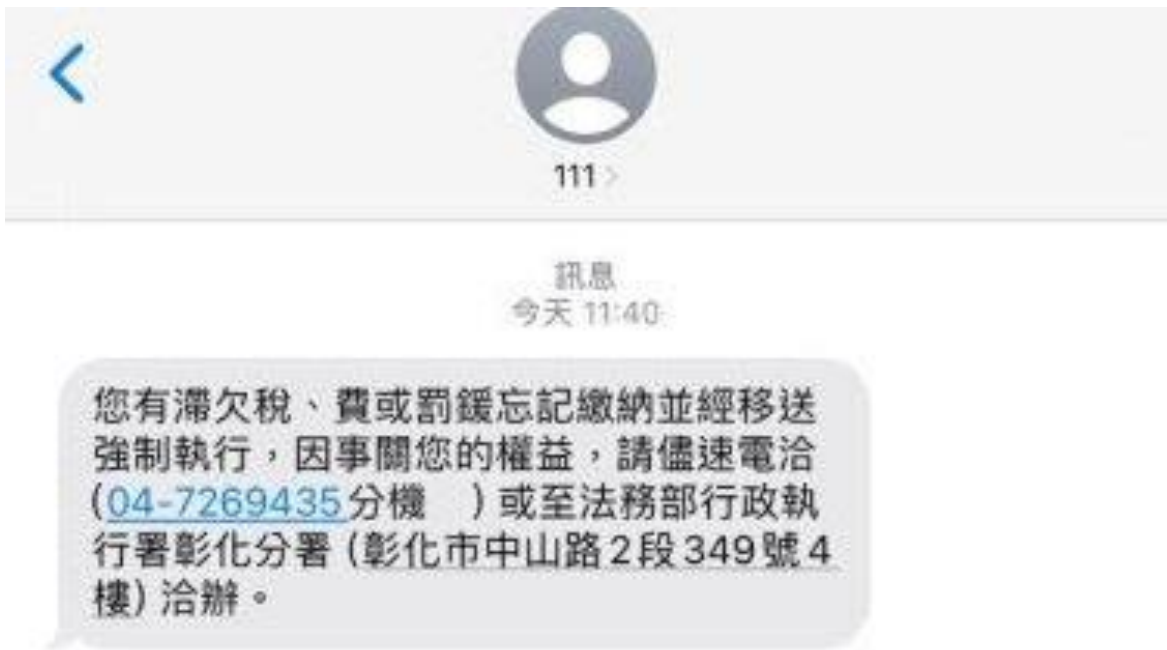 111
訊息
今天 11:40
您有滯欠稅、費或罰鍰忘記繳納並經移送
強制執行，因事關您的權益，請儘速電洽
(04-7269435分機　) 或至法務部行政執
行署彰化分署 (彰化市中山路2段349號4
樓) 洽辦。